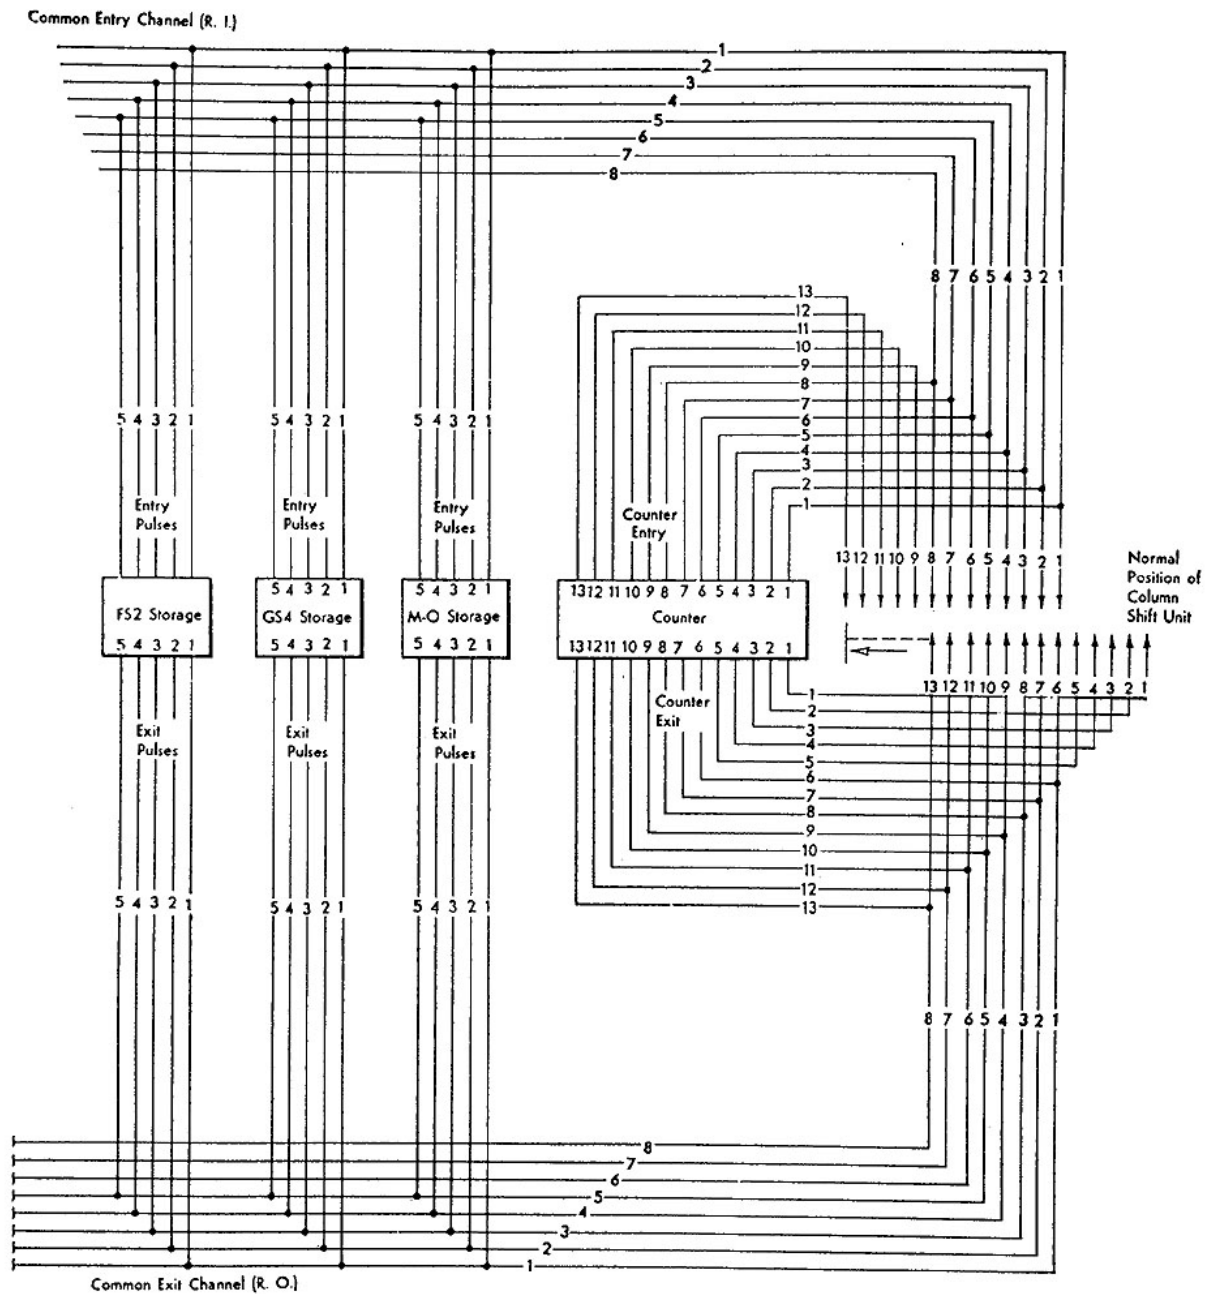 Common Entry Channel (R. I.)
1
2
3
4
5
6
7
8
8 7 6 5 4 3 2 1
13
12
11
10
9
8
7
6
5
4
3
2
1
5 4 3 2 1
5 4 3 2 1
5 4 3 2 1
Entry
Pulses
Entry
Pulses
Entry
Pulses
Counter
Entry
13 12 11 10 9 8 7 6 5 4 3 2 1
Normal
Position of
Column
Shift Unit
FS2 Storage
5 4 3 2 1
5 4 3 2 1
GS4 Storage
5 4 3 2 1
5 4 3 2 1
M-O Storage
5 4 3 2 1
13 12 11 10 9 8 7 6 5 4 3 2 1
Counter
13 12 11 10 9 8 7 6 5 4 3 2 1
13 12 11 10 9 8 7 6 5 4 3 2 1
Exit
Pulses
Exit
Pulses
Exit
Pulses
Counter
Exit
1
2
3
4
5
6
7
8
9
10
11
12
13
5 4 3 2 1
5 4 3 2 1
5 4 3 2 1
8 7 6 5 4 3 2 1
8
7
6
5
4
3
2
1
Common Exit Channel (R. O.)